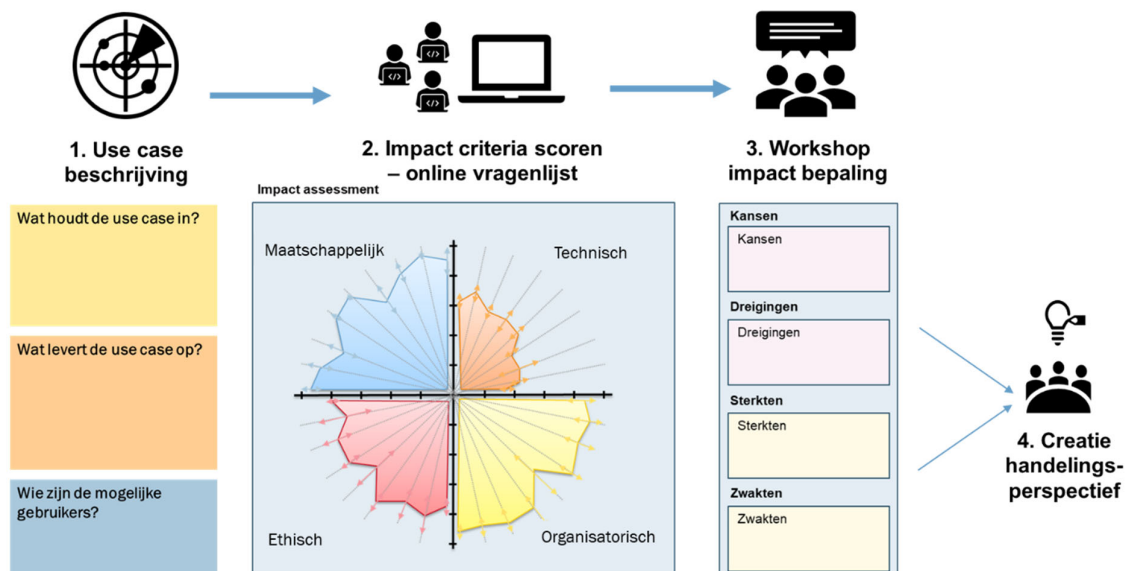 1. Use case
beschrijving
Wat houdt de use case in?
Wat levert de use case op?
Wie zijn de mogelijke
gebruikers?
2. Impact criteria scoren
– online vragenlijst
Impact assessment
Maatschappelijk
Technisch
Ethisch
Organisatorisch
3. Workshop
impact bepaling
Kansen
Kansen
Dreigingen
Dreigingen
Sterkten
Sterkten
Zwakten
Zwakten
4. Creatie
handelings-
perspectief